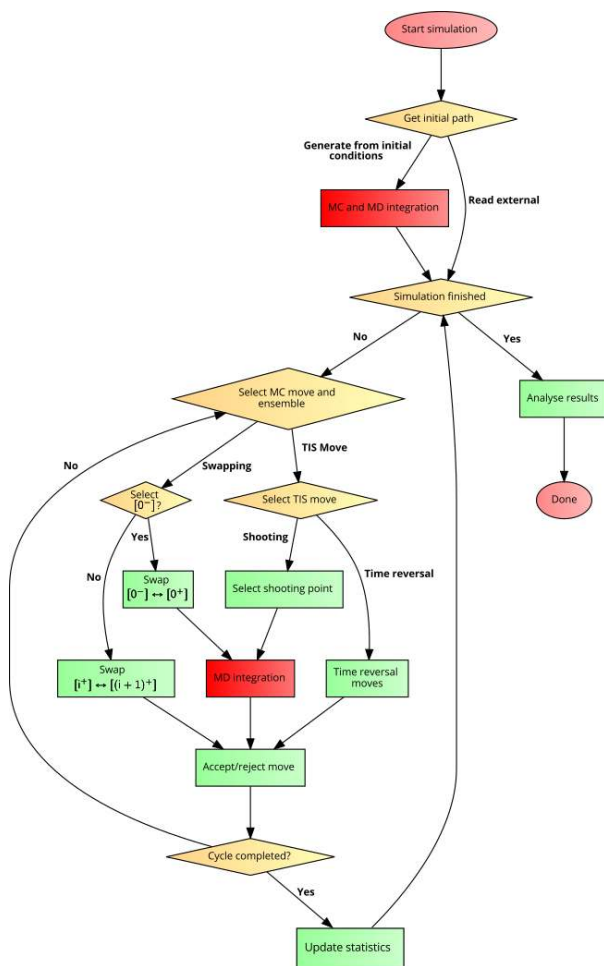 Start simulation
Get initial path
Generate from initial
conditions
Read external
MC and MD integration
Simulation finished
No
Yes
Select MC move and
ensemble
Analyse results
No
Swapping
TIS Move
Select
[0⁻] ?
Select TIS move
Done
Yes
Shooting
No
Time reversal
Swap
[0⁻] ↔ [0⁺]
Select shooting point
Swap
[i⁺] ↔ [(i + 1)⁺]
MD integration
Time reversal
moves
Accept/reject move
Cycle completed?
Yes
Update statistics